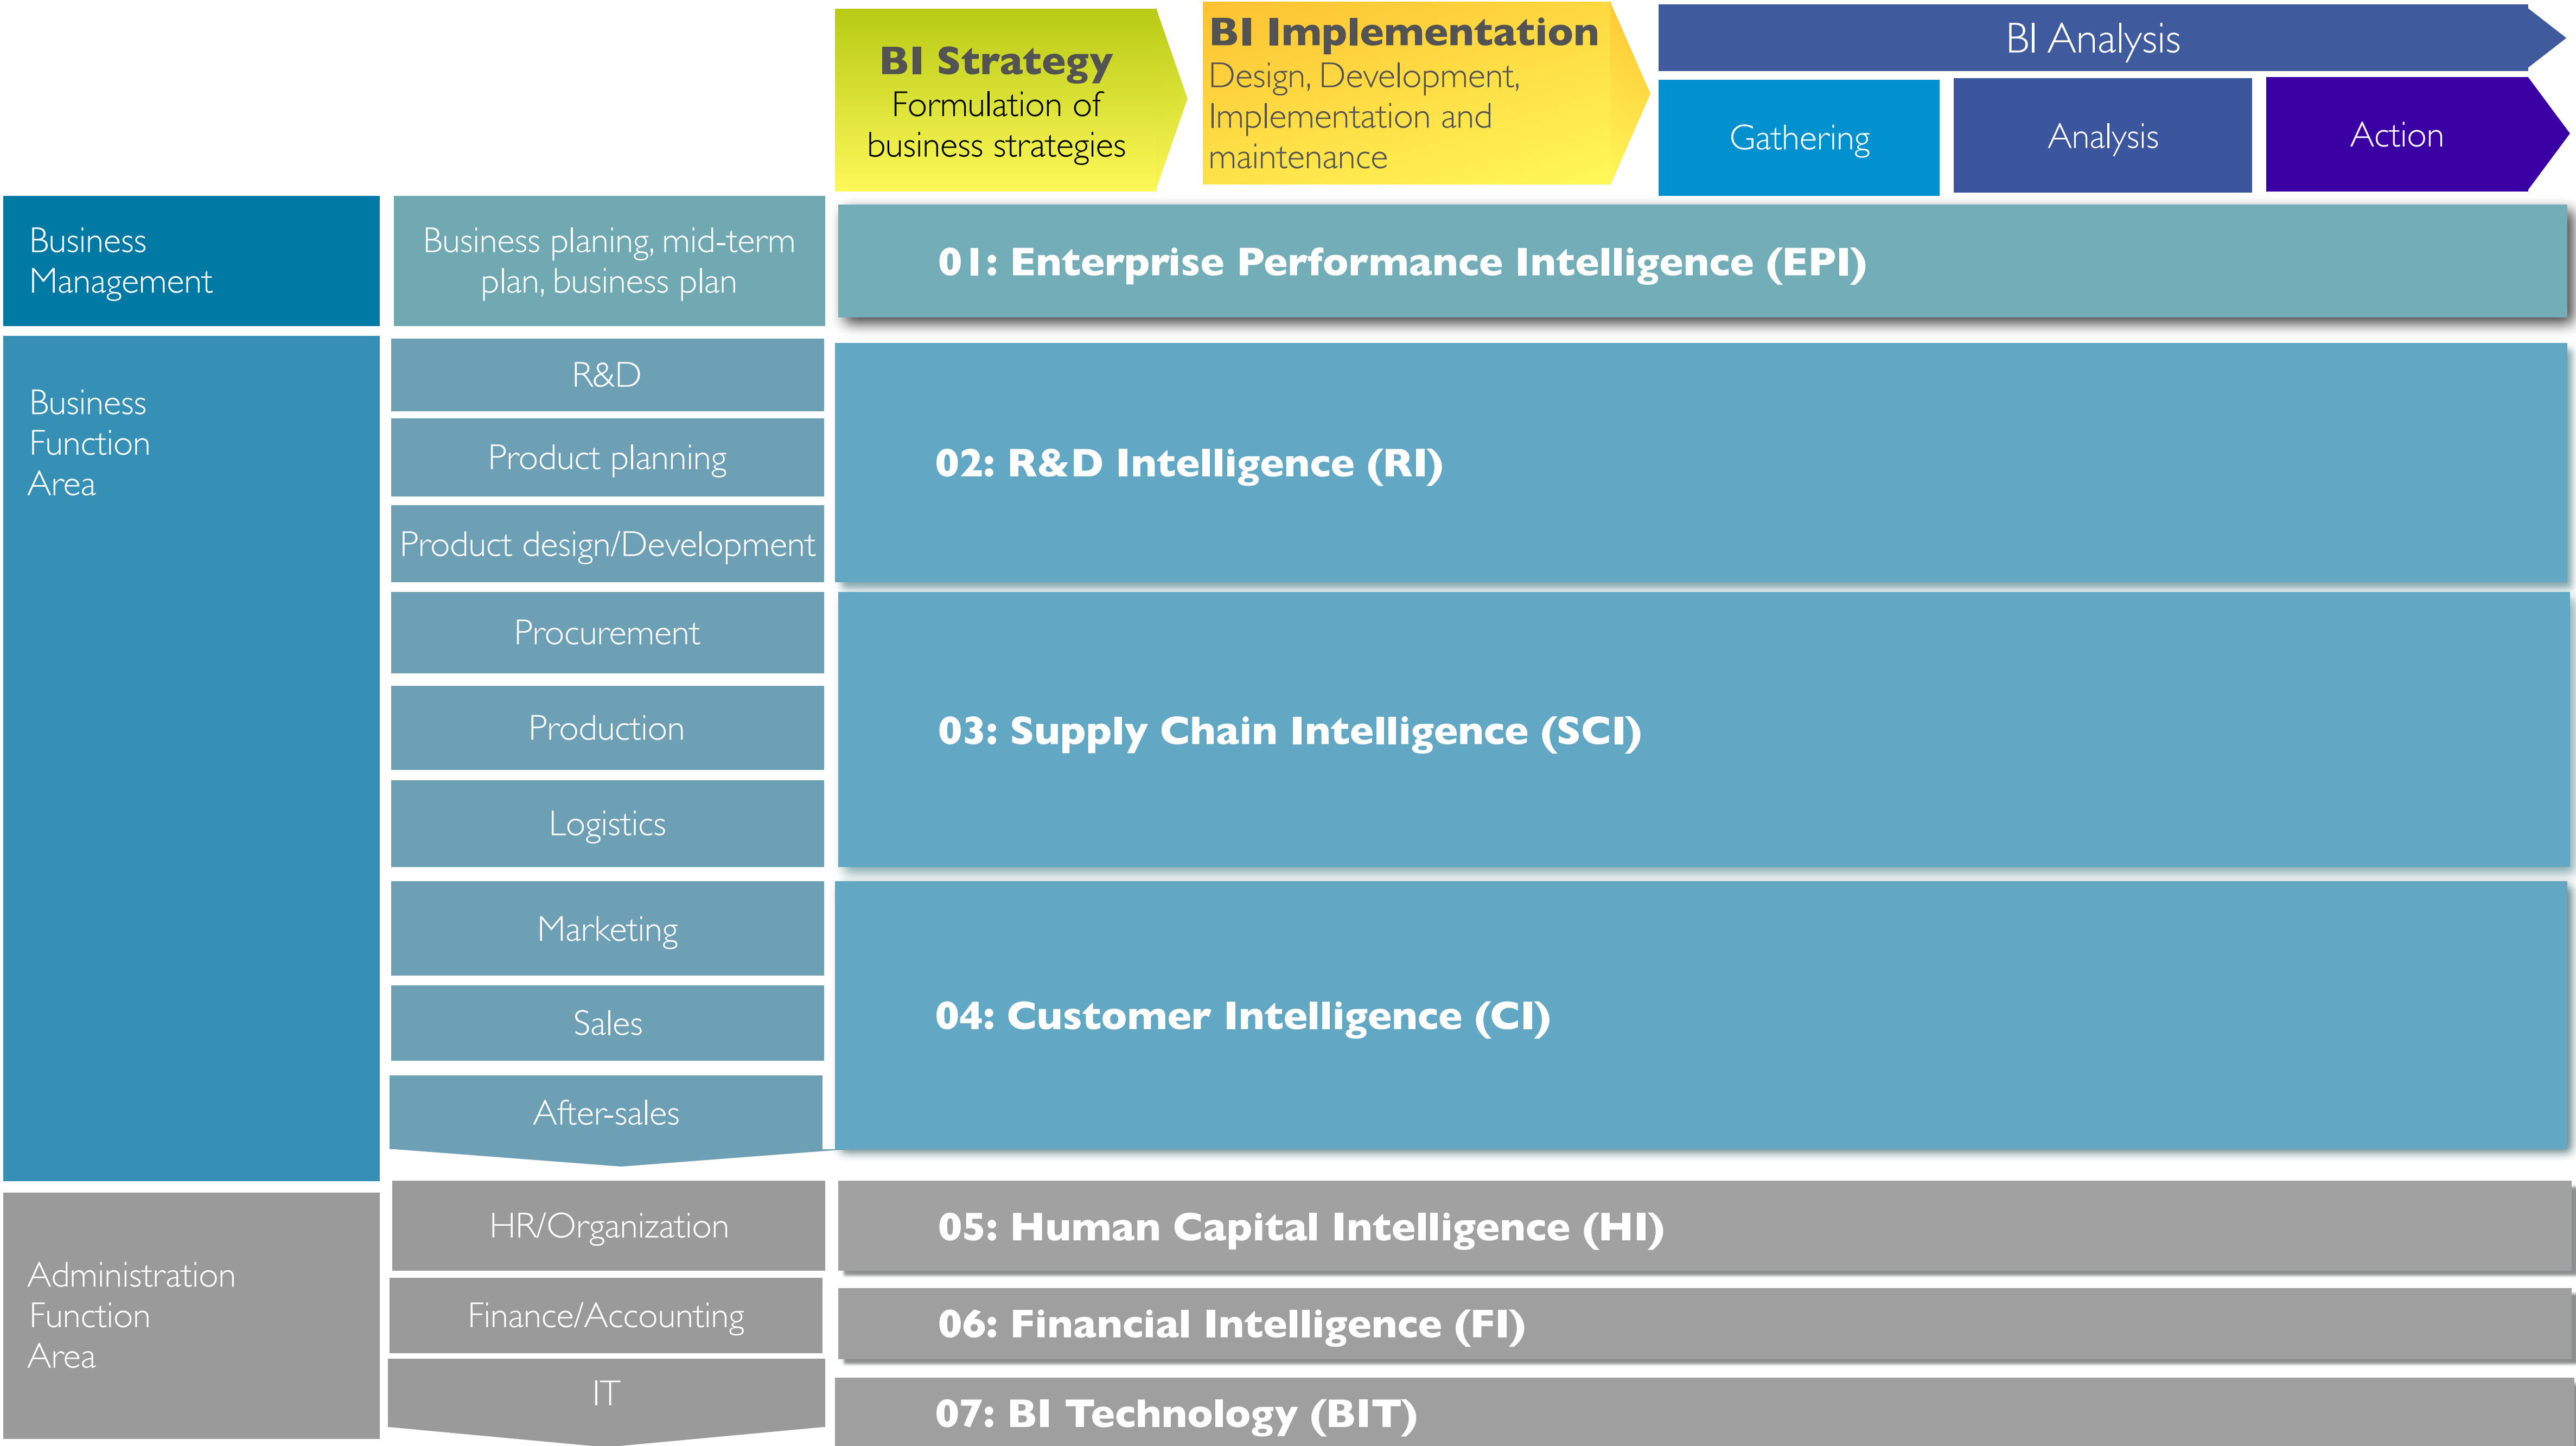 BI Strategy
Formulation of
business strategies
BI Implementation
Design, Development,
Implementation and
maintenance
BI Analysis
Gathering
Analysis
Action
Business
Management
Business planing, mid-term
plan, business plan
01: Enterprise Performance Intelligence (EPI)
Business
Function
Area
R&D
Product planning
Product design/Development
02: R&D Intelligence (RI)
Procurement
Production
Logistics
03: Supply Chain Intelligence (SCI)
Marketing
Sales
After-sales
04: Customer Intelligence (CI)
Administration
Function
Area
HR/Organization
05: Human Capital Intelligence (HI)
Finance/Accounting
06: Financial Intelligence (FI)
IT
07: BI Technology (BIT)